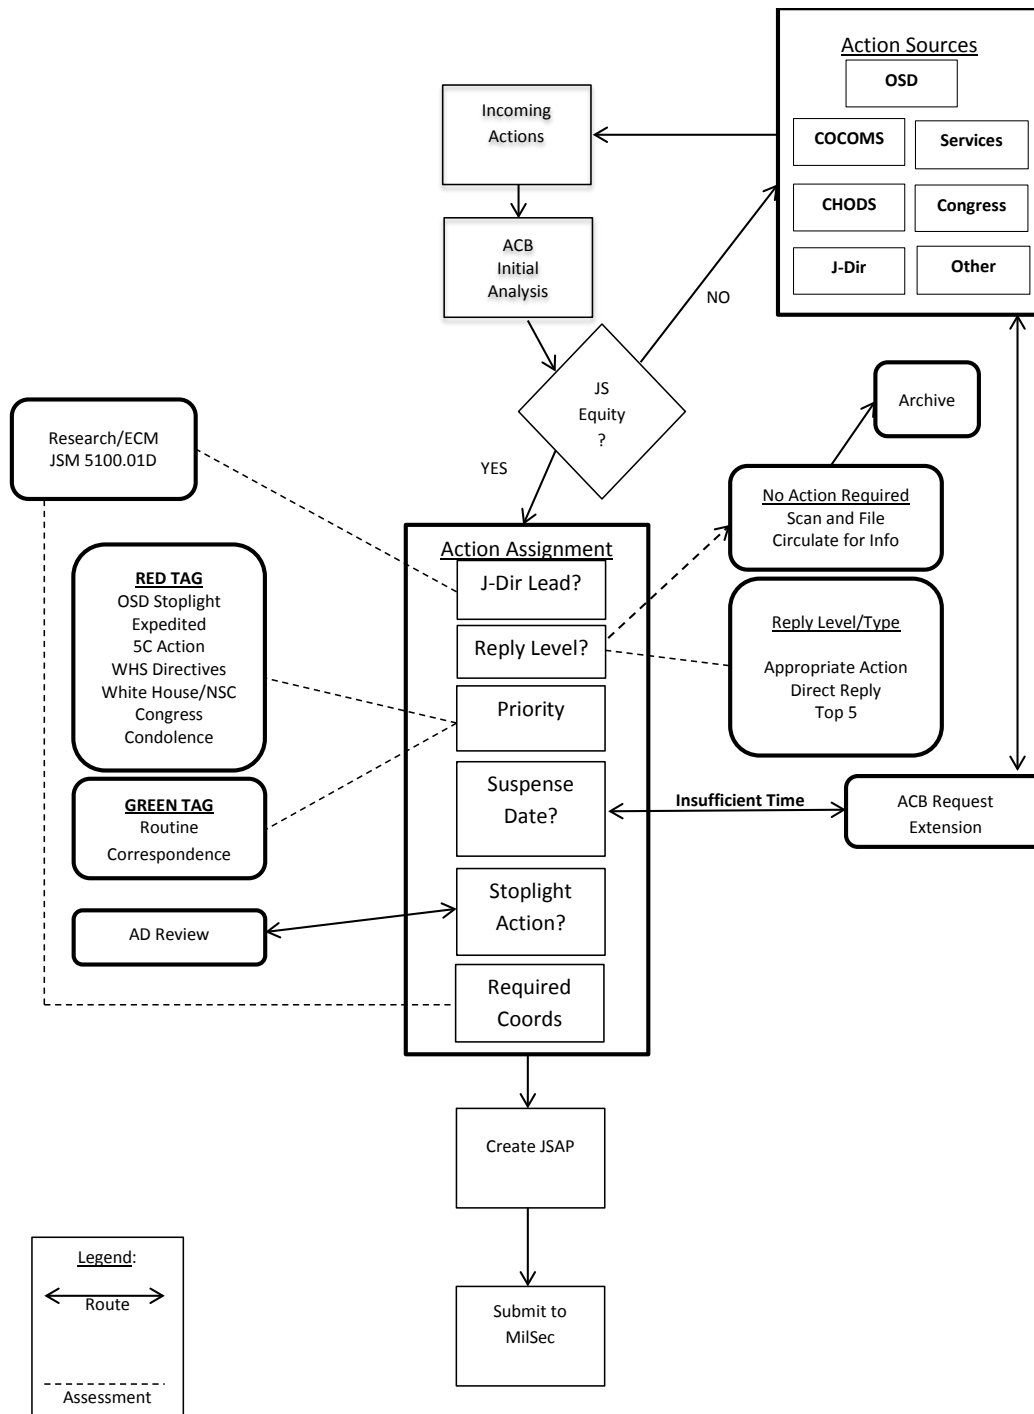 Action Sources
OSD
COCOMS
Services
CHODS
Congress
J-Dir
Other
Incoming
Actions
ACB
Initial
Analysis
NO
JS
Equity
?
YES
Archive
Research/ECM
JSM 5100.01D
No Action Required
Scan and File
Circulate for Info
Action Assignment
J-Dir Lead?
Reply Level?
Priority
Suspense
Date?
Stoplight
Action?
Required
Coords
RED TAG
OSD Stoplight
Expedited
5C Action
WHS Directives
White House/NSC
Congress
Condolence
Reply Level/Type
Appropriate Action
Direct Reply
Top 5
GREEN TAG
Routine
Correspondence
Insufficient Time
ACB Request
Extension
AD Review
Create JSAP
Submit to
MilSec
Legend:
Route
Assessment